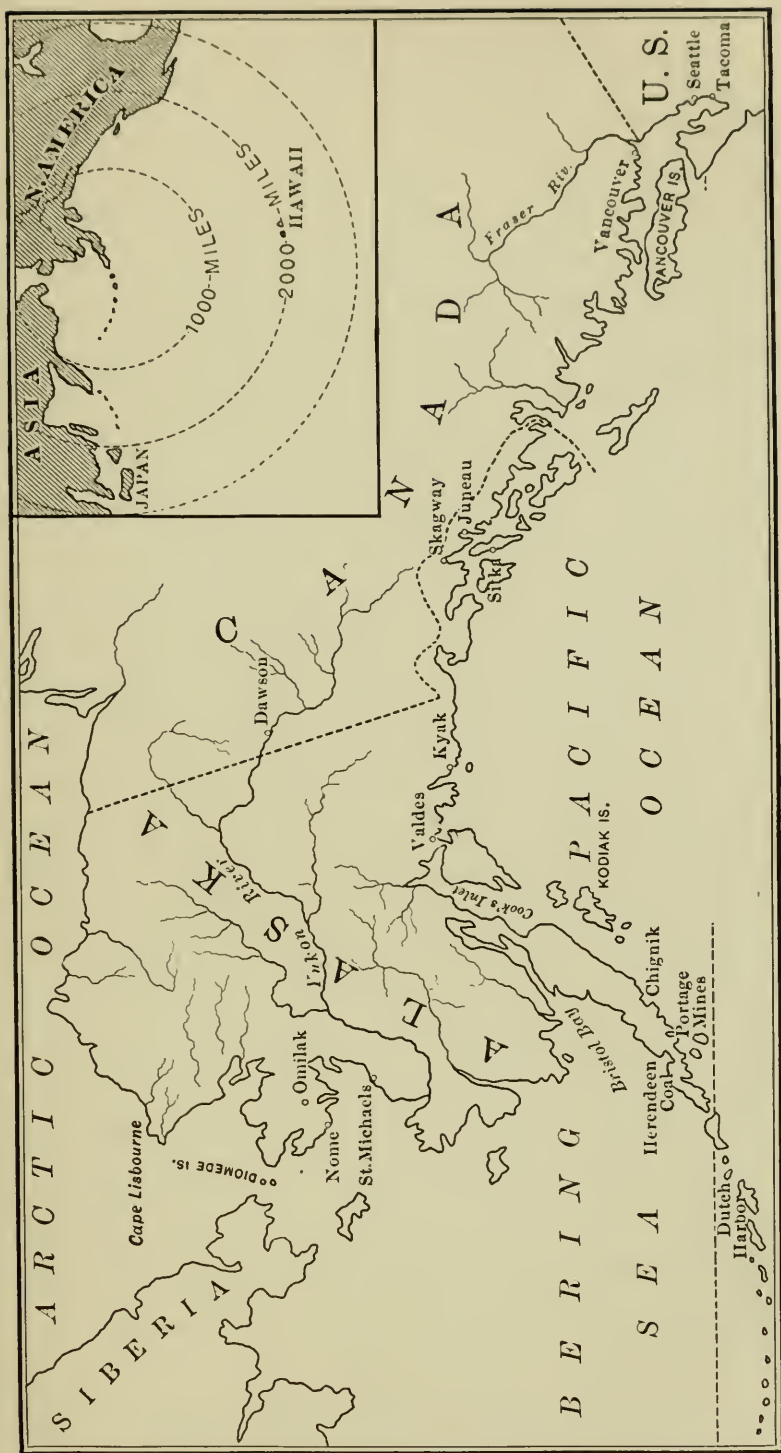 ARCTIC OCEAN
SIBERIA
Cape Lisbourne
DIOMEDE IS.
Omilak
Nome
St. Michaels
ALASKA
Yukon River
Dawson
CANADA
Skagway
Juneau
Sitka
Kyak
Valdes
Cook's Inlet
KODIAK IS.
PACIFIC
OCEAN
Bristol Bay
Chignik
Portage
Mines
Herendeen
Coal
BERING
SEA
Dutch
Harbor
Fraser Riv.
Vancouver
VANCOUVER IS.
U. S.
Seattle
Tacoma
ASIA
N. AMERICA
JAPAN
1000--MILES
2000--MILES
HAWAII